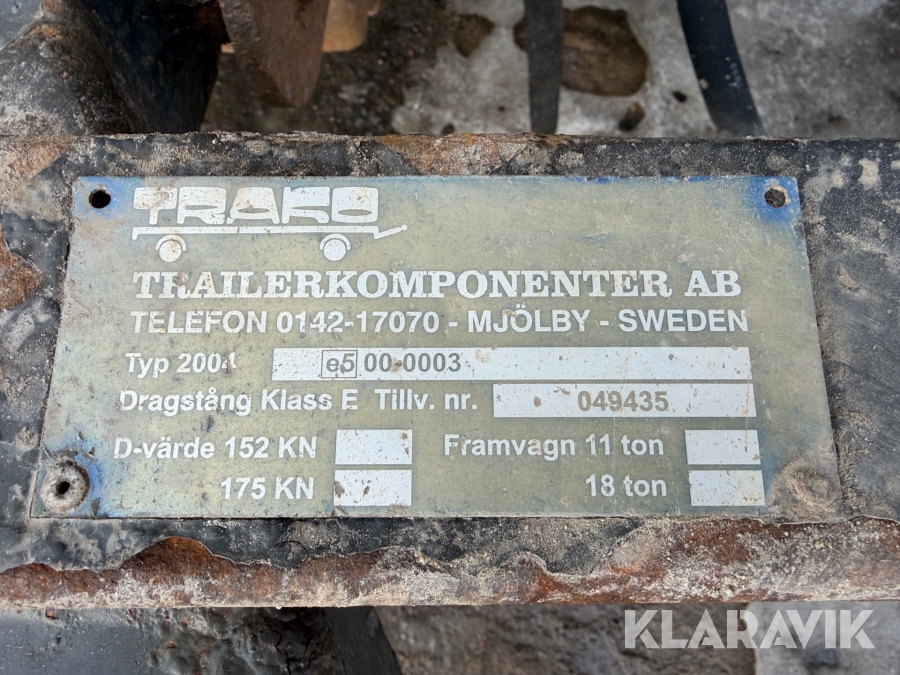 TRAKO
TRAILERKOMPONENTER AB
TELEFON 0142-17070 - MJÖLBY - SWEDEN
Typ 2004 e5 00-0003
Dragstång Klass E Tillv. nr. 049435
D-värde 152 KN Framvagn 11 ton
175 KN 18 ton
KLARAVIK